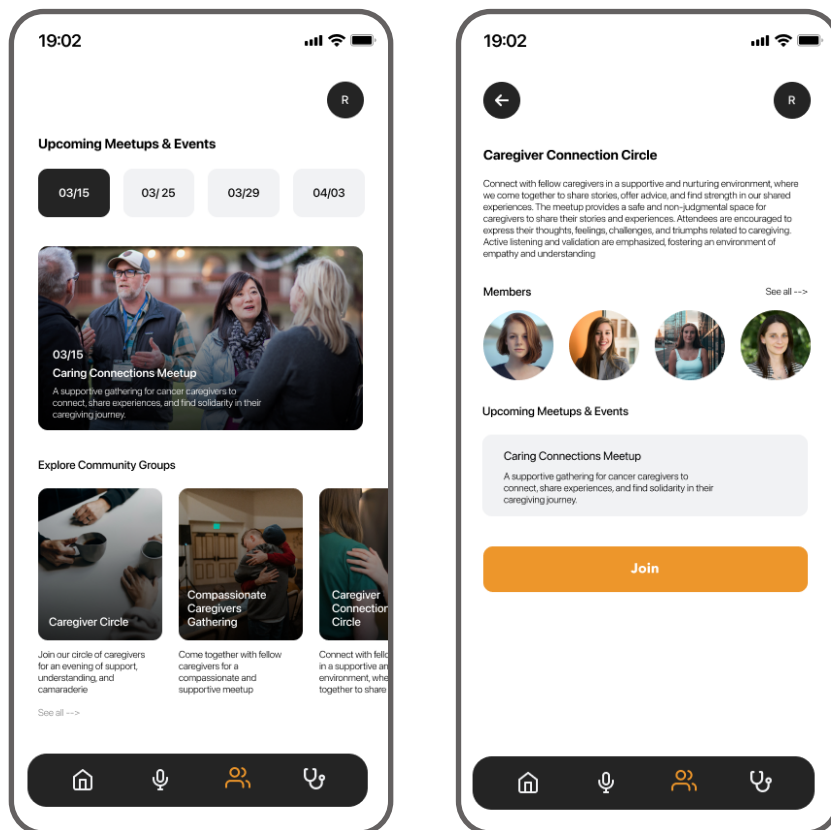 19:02
R
Upcoming Meetups & Events
03/15
03/ 25
03/29
04/03
03/15
Caring Connections Meetup
A supportive gathering for cancer caregivers to
connect, share experiences, and find solidarity in their
caregiving journey.
Explore Community Groups
Caregiver Circle
Join our circle of caregivers
for an evening of support,
understanding, and
camaraderie
Compassionate
Caregivers
Gathering
Come together with fellow
caregivers for a
compassionate and
supportive meetup
Caregiver
Connection
Circle
Connect with
in a supportive
environment,
together to share
See all -->
19:02
R
Caregiver Connection Circle
Connect with fellow caregivers in a supportive and nurturing environment, where
we come together to share stories, offer advice, and find strength in our shared
experiences. The meetup provides a safe and non-judgmental space for
caregivers to share their stories and experiences. Attendees are encouraged to
express their thoughts, feelings, challenges, and triumphs related to caregiving.
Active listening and validation are emphasized, fostering an environment of
empathy and understanding
Members
See all -->
Upcoming Meetups & Events
Caring Connections Meetup
A supportive gathering for cancer caregivers to
connect, share experiences, and find solidarity in their
caregiving journey.
Join